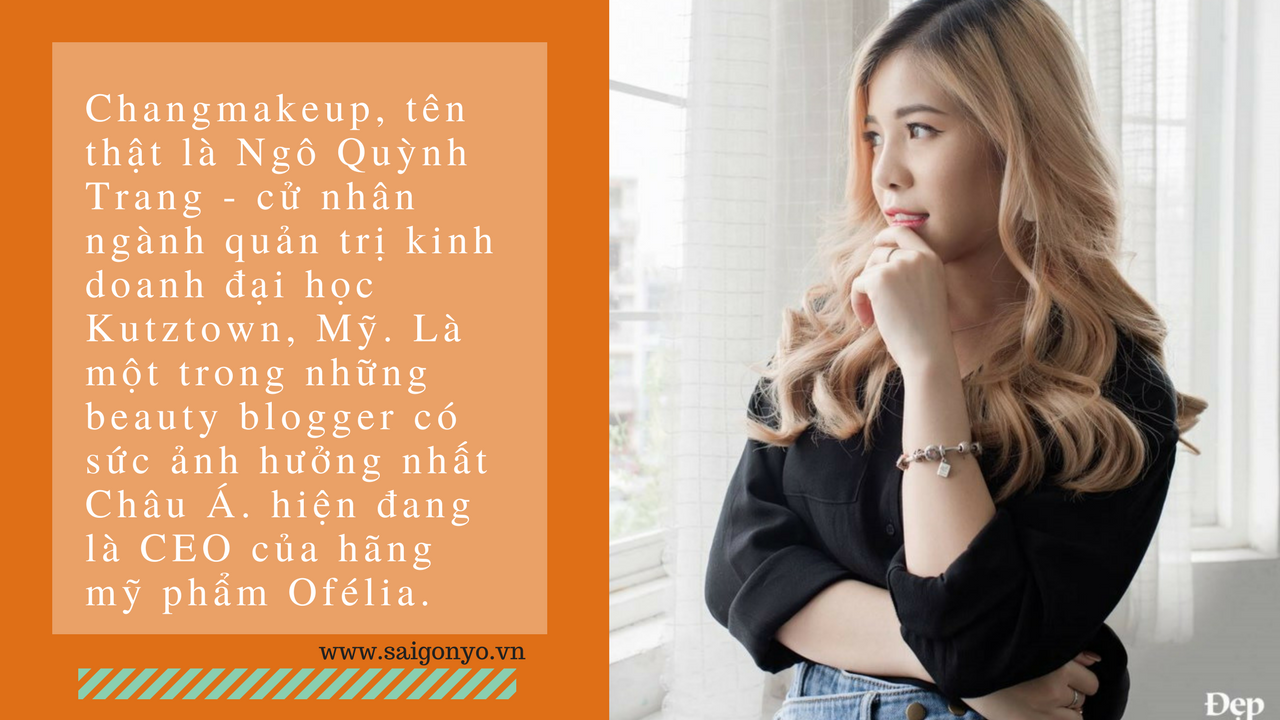 Changmakeup, tên
thật là Ngô Quỳnh
Trang - cử nhân
ngành quản trị kinh
doanh đại học
Kutztown, Mỹ. Là
một trong những
beauty blogger có
sức ảnh hưởng nhất
Châu Á. hiện đang
là CEO của hãng
mỹ phẩm Ofélia.
www.saigonyo.vn
Đẹp